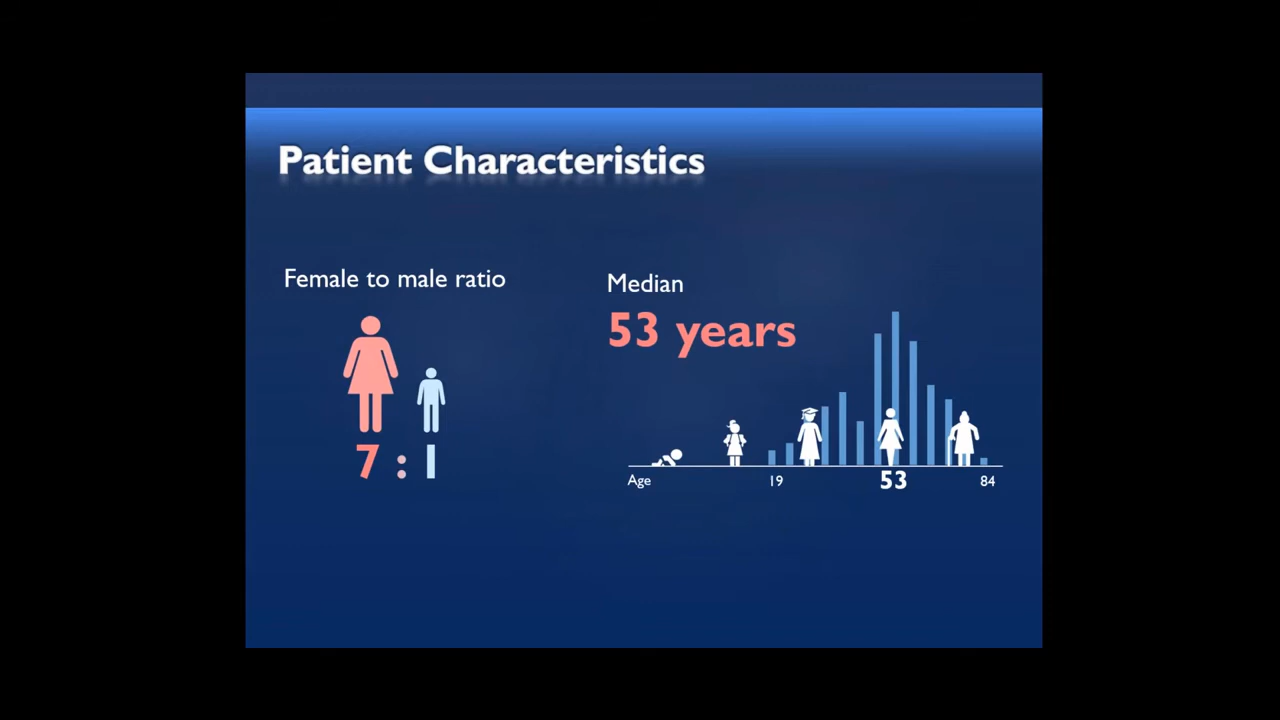 Patient Characteristics
Female to male ratio
7 : 1
Median
53 years
Age 19 53 84